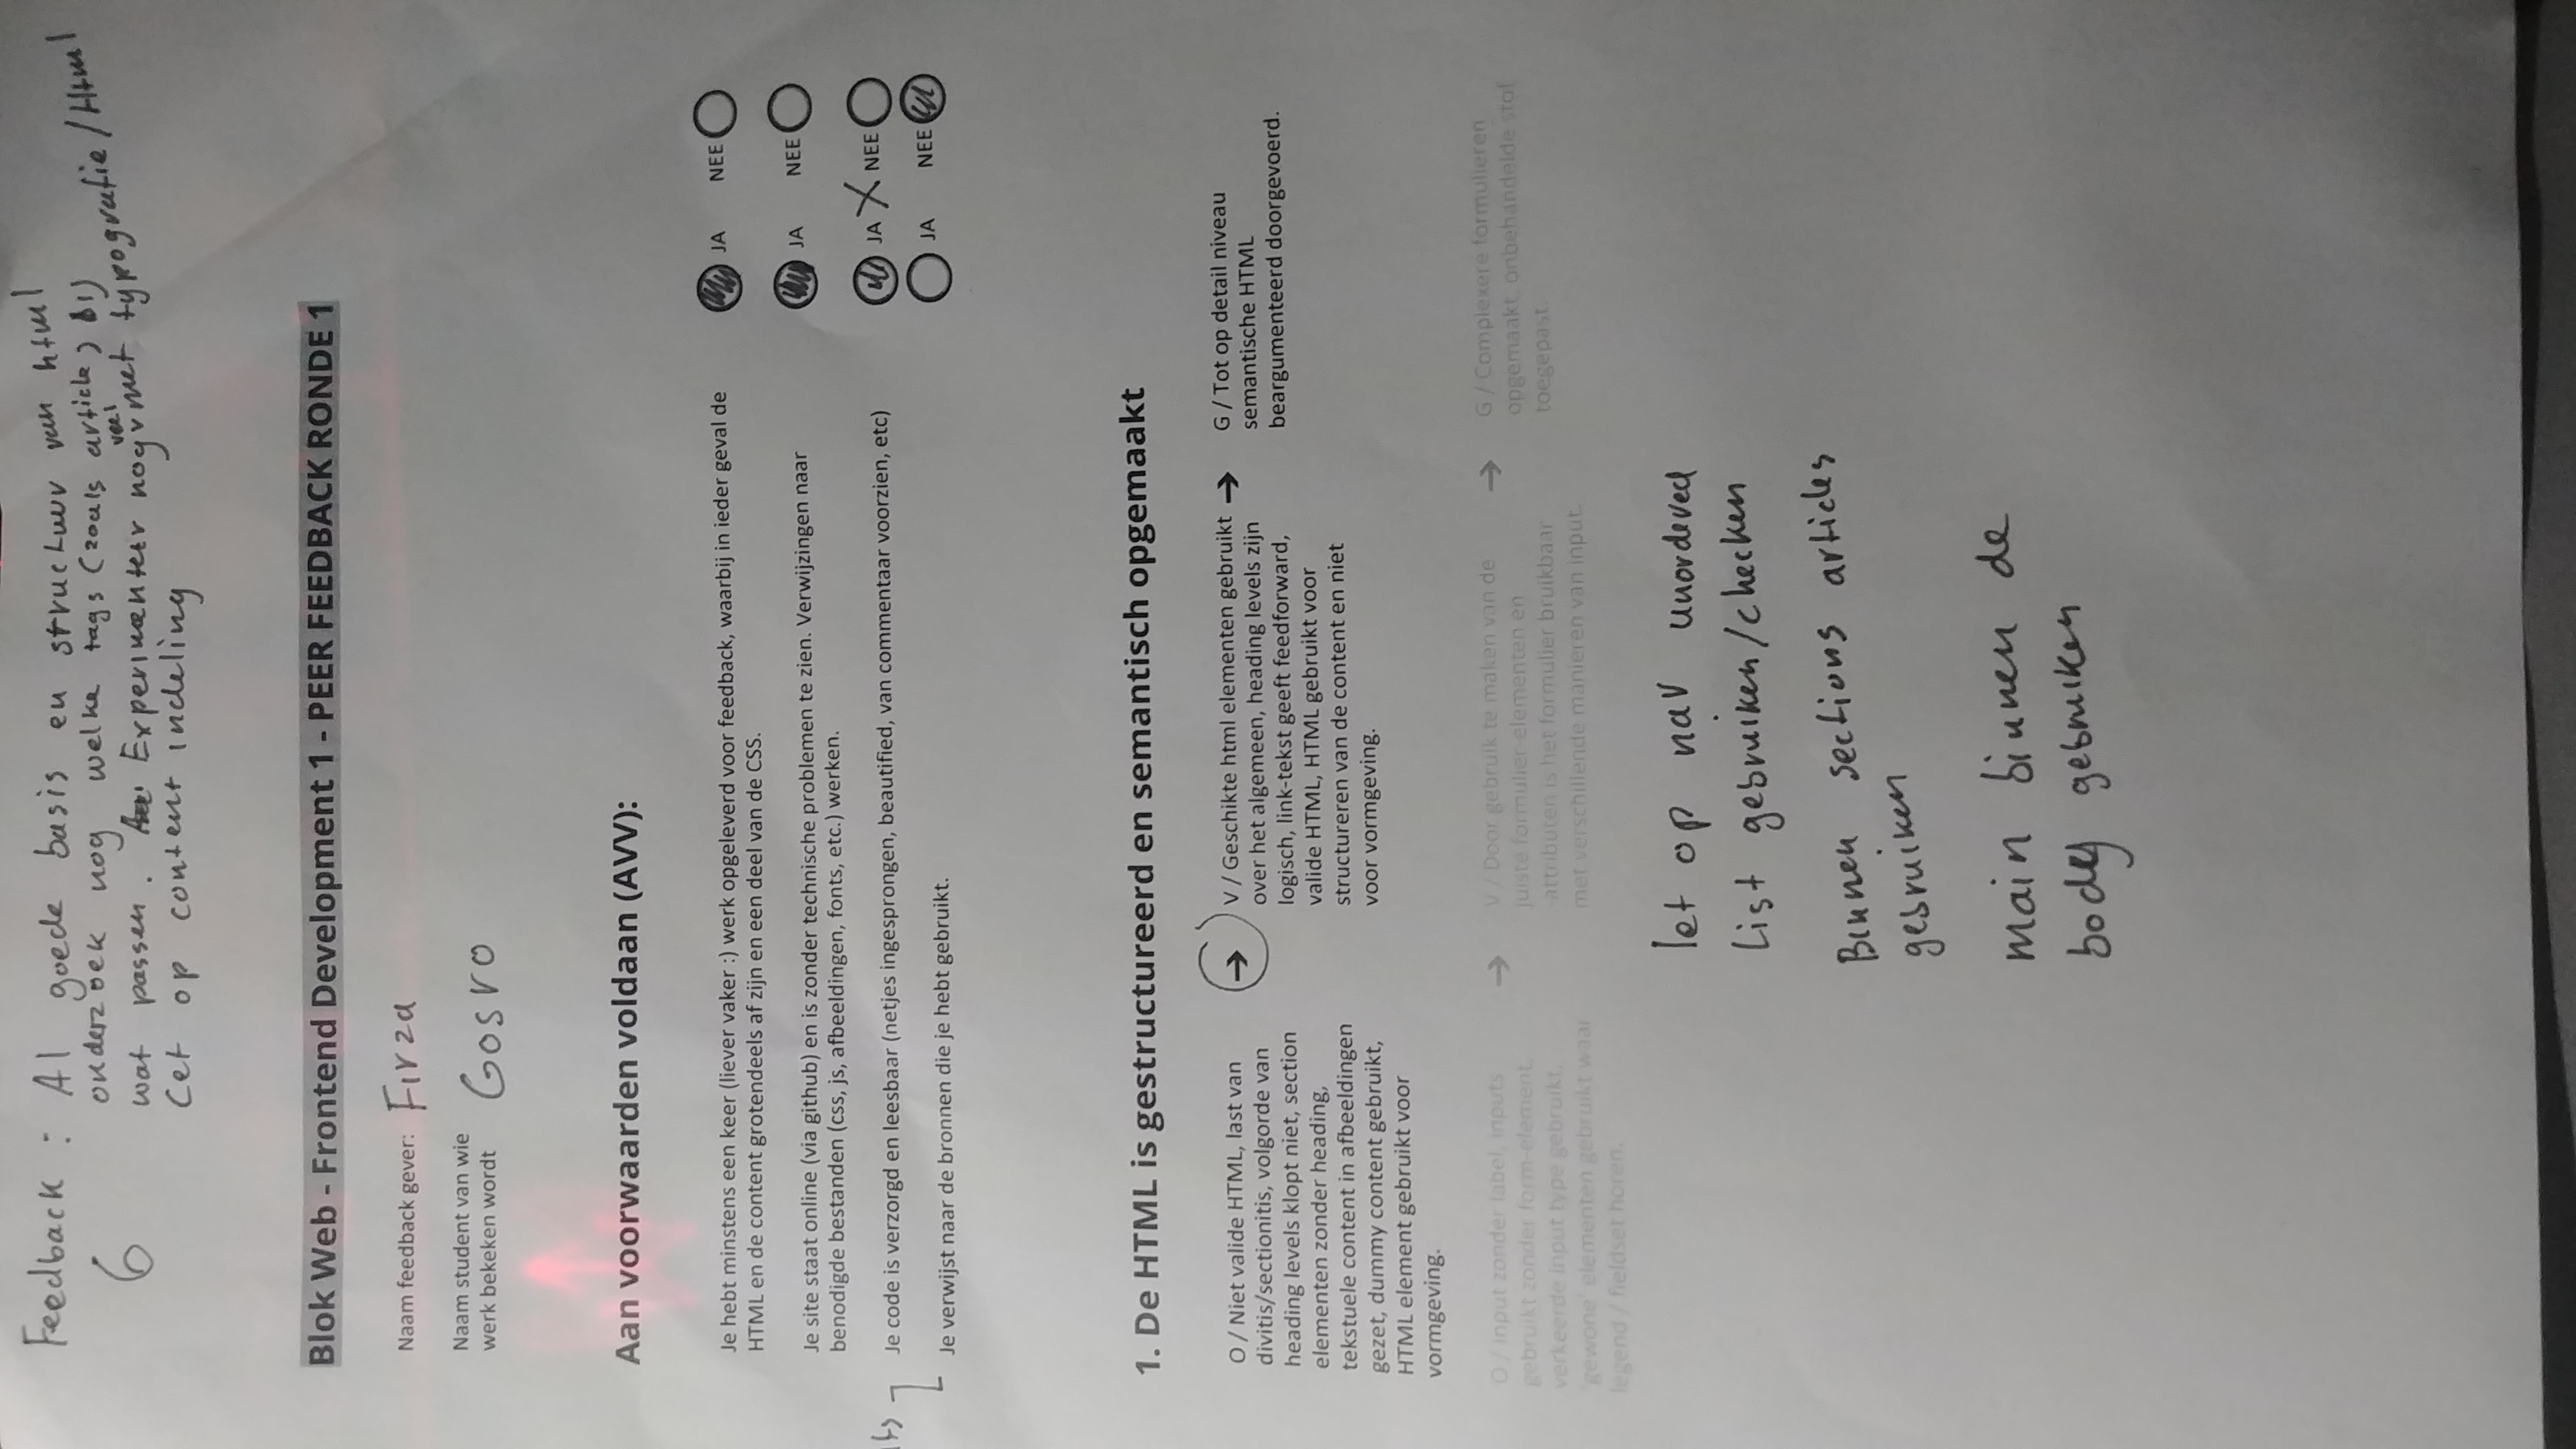 Feedback : Al goede basis en structuur van html
onderzoek nog welke tags (zoals article) bij
6
wat passen. Experimenteer nog veel met typografie/Html
Let op content indeling
Blok Web - Frontend Development 1 - PEER FEEDBACK RONDE 1
Naam feedback gever: Firza
Naam student van wie
werk bekeken wordt Gosro
Aan voorwaarden voldaan (AVV):
Je hebt minstens een keer (liever vaker :) werk opgeleverd voor feedback, waarbij in ieder geval de JA NEE
HTML en de content grotendeels af zijn en een deel van de CSS.
Je site staat online (via github) en is zonder technische problemen te zien. Verwijzingen naar JA NEE
benodigde bestanden (css, js, afbeeldingen, fonts, etc.) werken.
Je code is verzorgd en leesbaar (netjes ingesprongen, beautified, van commentaar voorzien, etc) JA X NEE
Je verwijst naar de bronnen die je hebt gebruikt. JA NEE
1. De HTML is gestructureerd en semantisch opgemaakt
O / Niet valide HTML, last van
divitis/sectionitis, volgorde van
heading levels klopt niet, section
elementen zonder heading,
tekstuele content in afbeeldingen
gezet, dummy content gebruikt,
HTML element gebruikt voor
vormgeving.
→
V / Geschikte html elementen gebruikt
over het algemeen, heading levels zijn
logisch, link-tekst geeft feedforward,
valide HTML, HTML gebruikt voor
structureren van de content en niet
voor vormgeving.
→
G / Tot op detail niveau
semantische HTML
beargumenteerd doorgevoerd.
O / Input zonder label, inputs
gebruikt zonder form-element,
verkeerde input type gebruikt,
'gewone' elementen gebruikt waar
legend / fieldset horen.
→
V / Door gebruik te maken van de
juiste formulier-elementen en
-attributen is het formulier bruikbaar
met verschillende manieren van input.
→
G / Complexere formulieren
opgemaakt, onbehandelde stof
toegepast.
let op nav unordered
list gebruiken/checken
Binnen sections articles
gebruiken
main binnen de
body gebruiken